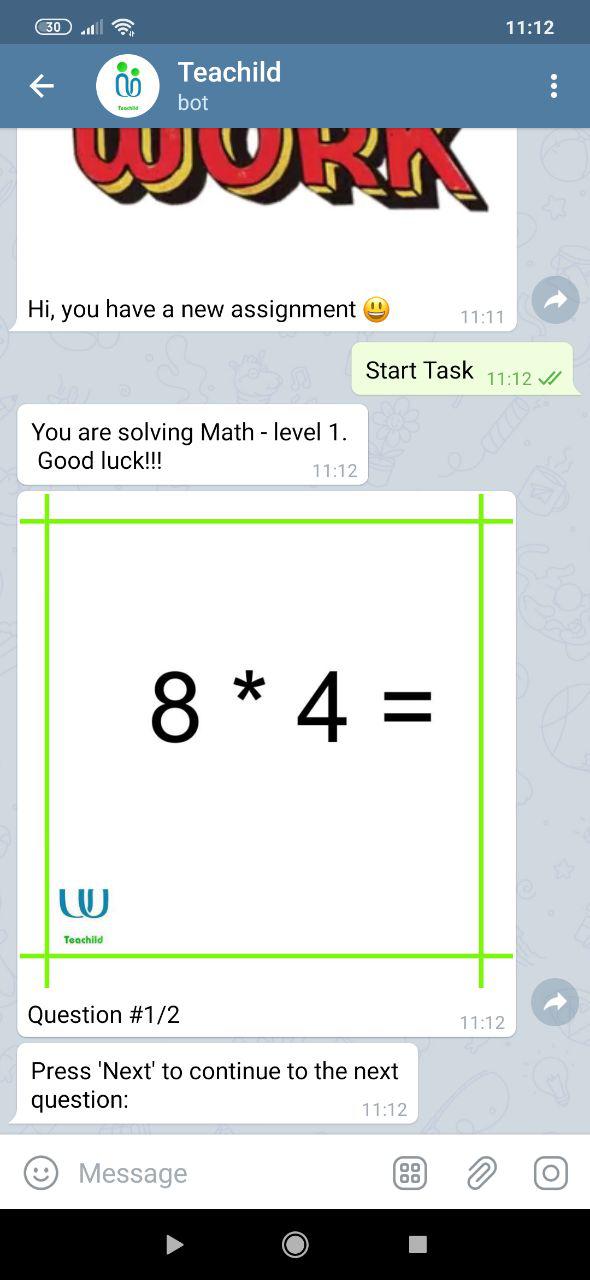 30
11:12
Teachild
Teachild
bot
WORK
Hi, you have a new assignment 😃
11:11
Start Task 11:12
You are solving Math - level 1.
Good luck!!!
11:12
8 * 4 =
Teachild
Question #1/2
11:12
Press 'Next' to continue to the next
question:
11:12
Message